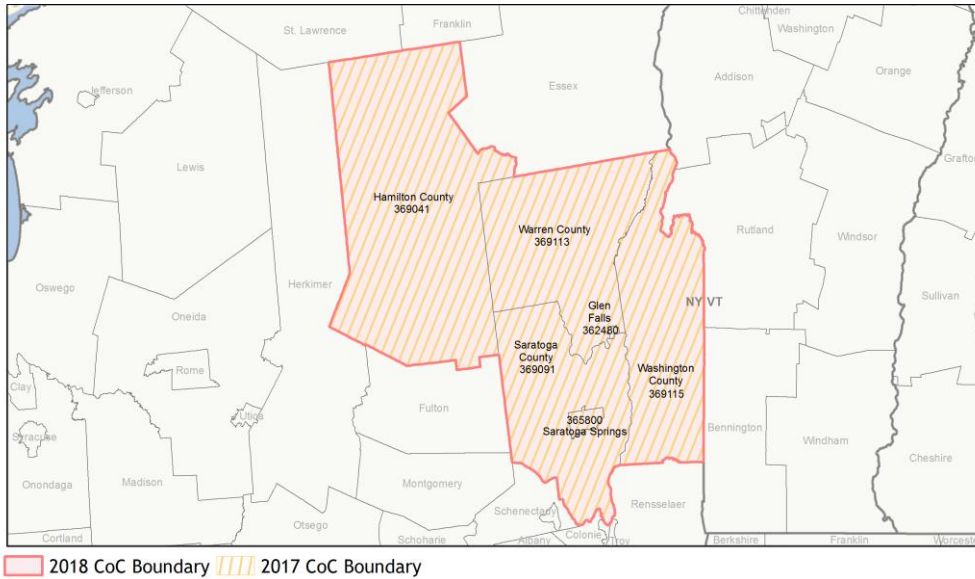 Chittenden
Franklin
Washington
St. Lawrence
Orange
Addison
Essex
Jefferson
Grafton
Lewis
Hamilton County
369041
Warren County
369113
Rutland
Windsor
Herkimer
Oswego
NY VT
Sullivan
Glen
Falls
362480
Oneida
Saratoga
County
369091
Washington
County
369115
Rome
Clay
Fulton
Utica
365800
Saratoga Springs
Bennington
Syracuse
Windham
Cheshire
Onondaga
Madison
Montgomery
Rensselaer
Schenectady
Otsego
Cortland
Schoharie
Albany
Colonie
Troy
Berkshire
Franklin
Worceste
2018 CoC Boundary
2017 CoC Boundary